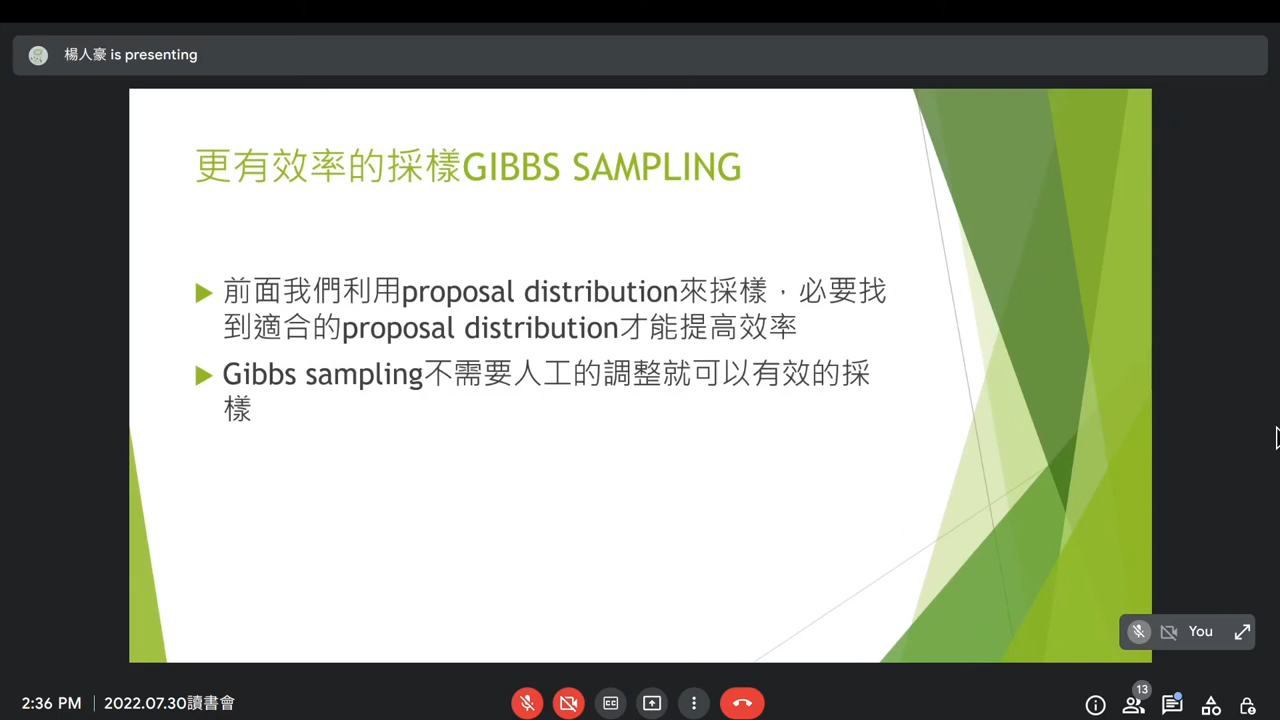 楊人豪 is presenting
更有效率的採樣GIBBS SAMPLING
前面我們利用proposal distribution來採樣，必要找
到適合的proposal distribution才能提高效率
Gibbs sampling不需要人工的調整就可以有效的採
樣
You
2:36 PM | 2022.07.30讀書會
13